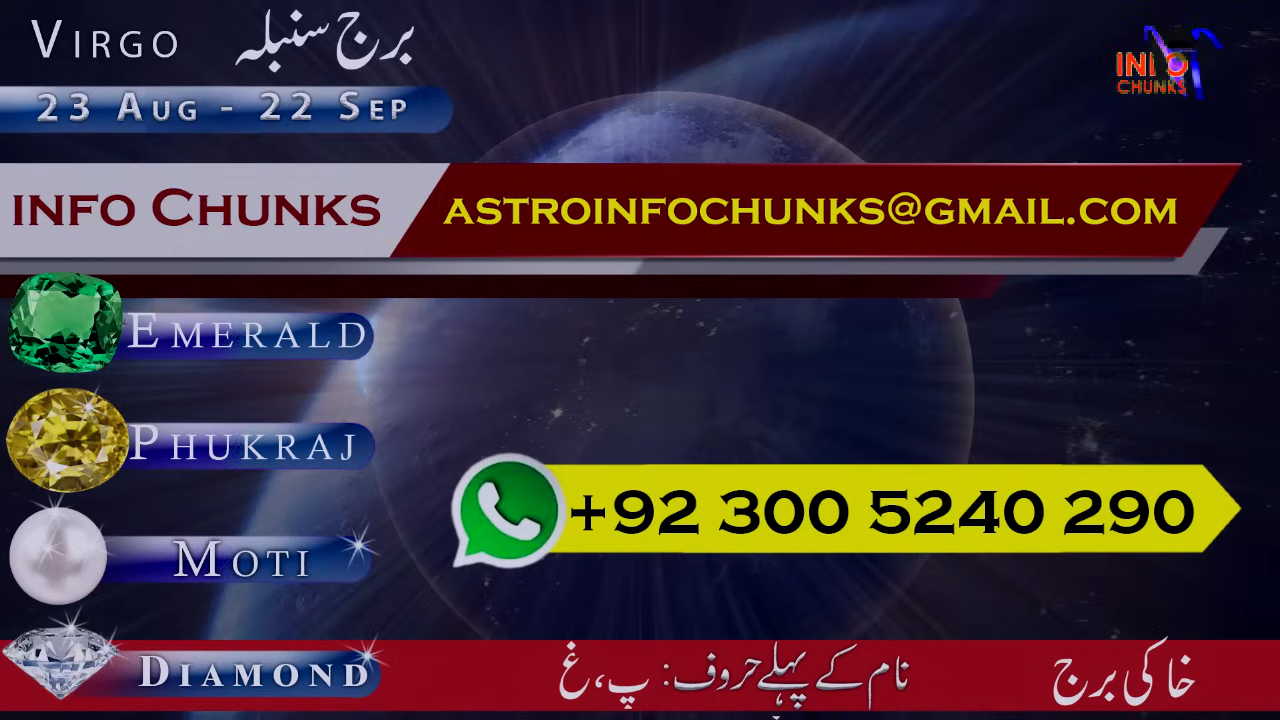 Virgo برج سنبلہ
23 Aug - 22 Sep
INFO CHUNKS
info Chunks
astroinfochunks@gmail.com
Emerald
Phukraj
+92 300 5240 290
Moti
Diamond
خاکی برج
نام کے پہلے حروف: پ، غ